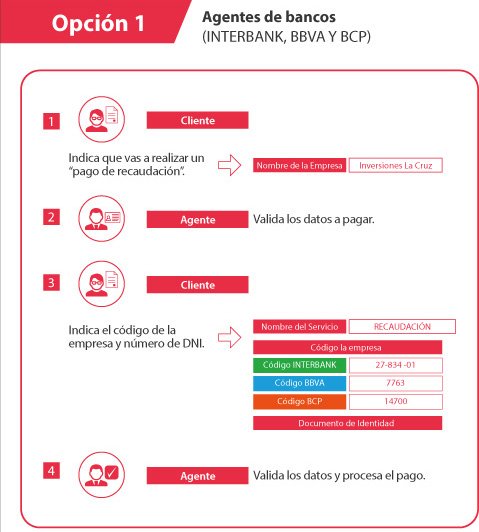 Opción 1
Agentes de bancos
(INTERBANK, BBVA Y BCP)
1
Cliente
Indica que vas a realizar un
“pago de recaudación”.
Nombre de la Empresa
Inversiones La Cruz
2
Agente
Valida los datos a pagar.
3
Cliente
Indica el código de la
empresa y número de DNI.
Nombre del Servicio
RECAUDACIÓN
Código la empresa
Código INTERBANK
27-834 -01
Código BBVA
7763
Código BCP
14700
Documento de Identidad
4
Agente
Valida los datos y procesa el pago.